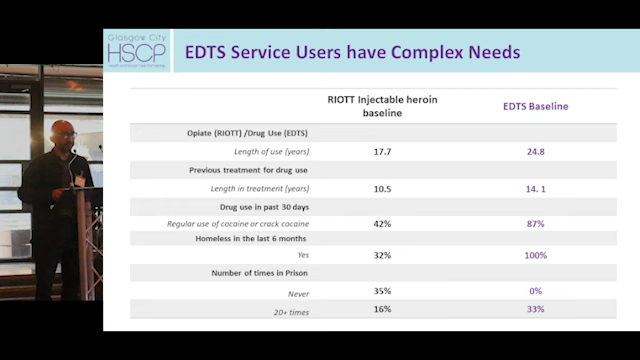 Glasgow City
HSCP
EDTS Service Users have Complex Needs
RIOTT Injectable heroin baseline EDTS Baseline
Opiate (RIOTT) /Drug Use (EDTS)
Length of use (years) 17.7 24.8
Previous treatment for drug use
Length in treatment (years) 10.5 14. 1
Drug use in past 30 days
Regular use of cocaine or crack cocaine 42% 87%
Homeless in the last 6 months
Yes 32% 100%
Number of times in Prison
Never 35% 0%
20+ times 16% 33%